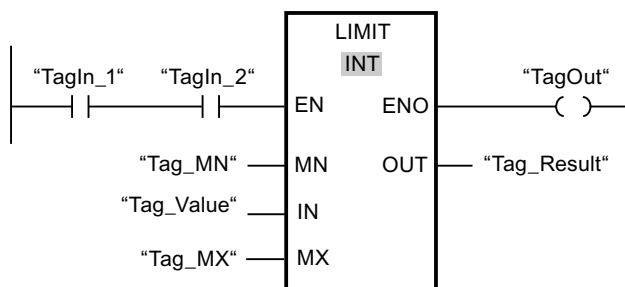 LIMIT
INT
“TagIn_1“ “TagIn_2“ “TagOut“
EN ENO
“Tag_MN“ MN OUT “Tag_Result“
“Tag_Value“ IN
“Tag_MX“ MX